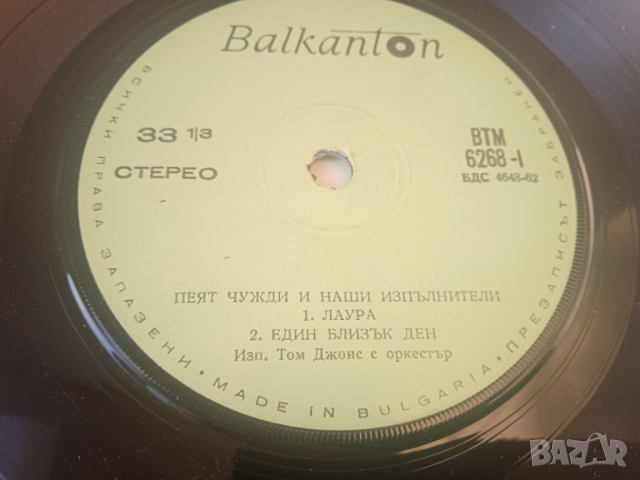 Balkanton
33 1/3
СТЕРЕО
ВТМ
6268-I
БДС 4648-62
ПЕЯТ ЧУЖДИ И НАШИ ИЗПЪЛНИТЕЛИ
1. ЛАУРА
2. ЕДИН БЛИЗЪК ДЕН
Изп. Том Джонс с оркестър
ВСИЧКИ ПРАВА ЗАПАЗЕНИ · MADE IN BULGARIA · ПРЕЗАПИСЪТ ЗАБРАНЕН
BAZAR